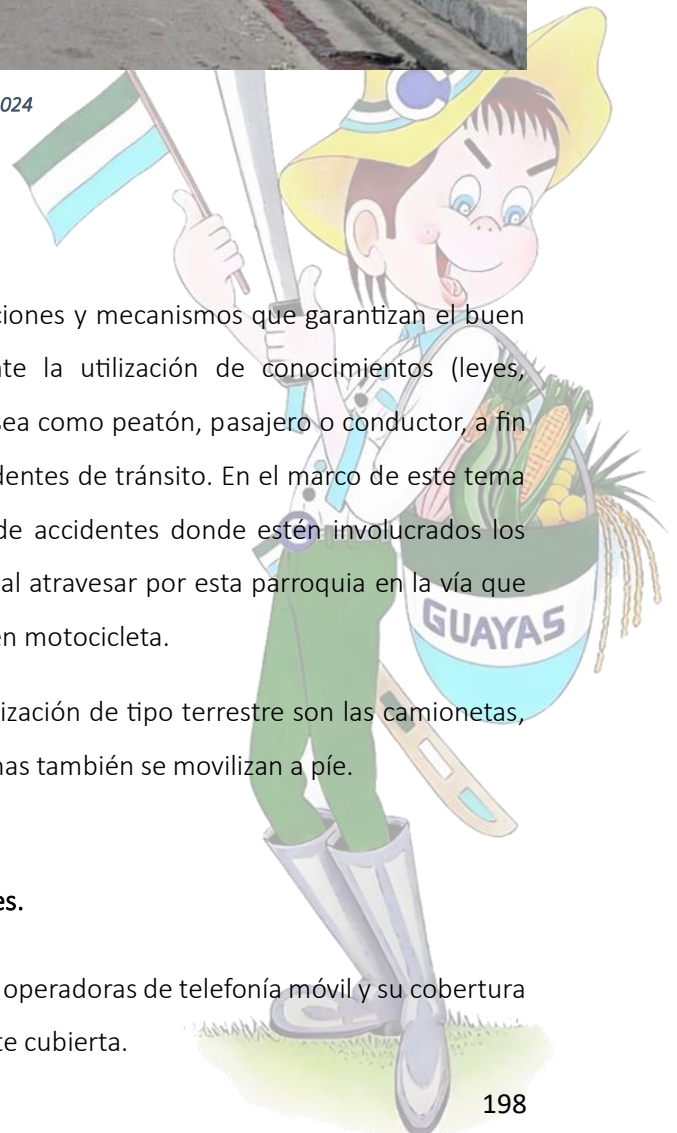 024
ciones y mecanismos que garantizan el buen
te la utilización de conocimientos (leyes,
sea como peatón, pasajero o conductor, a fin
dentes de tránsito. En el marco de este tema
de accidentes donde estén involucrados los
al atravesar por esta parroquia en la vía que
en motocicleta.
GUAYAS
ización de tipo terrestre son las camionetas,
nas también se movilizan a píe.
es.
operadoras de telefonía móvil y su cobertura
te cubierta.
198